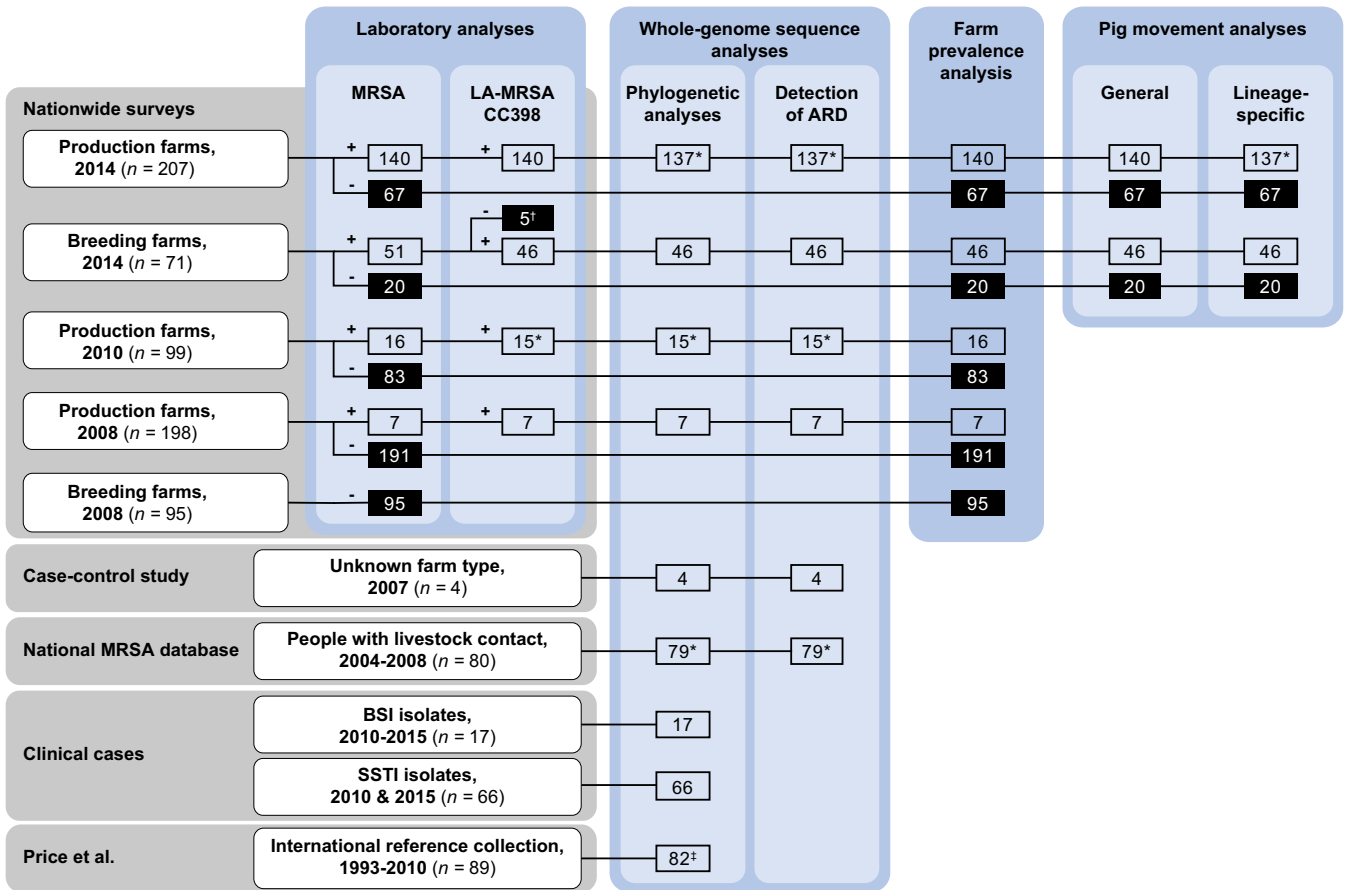 Laboratory analyses
Whole-genome sequence
analyses
Farm
prevalence
analysis
Pig movement analyses
MRSA
LA-MRSA
CC398
Phylogenetic
analyses
Detection
of ARD
General
Lineage-
specific
Nationwide surveys
Production farms,
2014 (n = 207)
+ 140 + 140 137* 137* 140 140 137*
- 67 67 67 67
- 5†
Breeding farms,
2014 (n = 71)
+ 51 + 46 46 46 46 46 46
- 20 20 20 20
Production farms,
2010 (n = 99)
+ 16 + 15* 15* 15* 16
- 83 83
Production farms,
2008 (n = 198)
+ 7 + 7 7 7 7
- 191 191
Breeding farms,
2008 (n = 95)
- 95 95
Case-control study
Unknown farm type,
2007 (n = 4)
4 4
National MRSA database
People with livestock contact,
2004-2008 (n = 80)
79* 79*
Clinical cases
BSI isolates,
2010-2015 (n = 17)
17
SSTI isolates,
2010 & 2015 (n = 66)
66
Price et al.
International reference collection,
1993-2010 (n = 89)
82‡